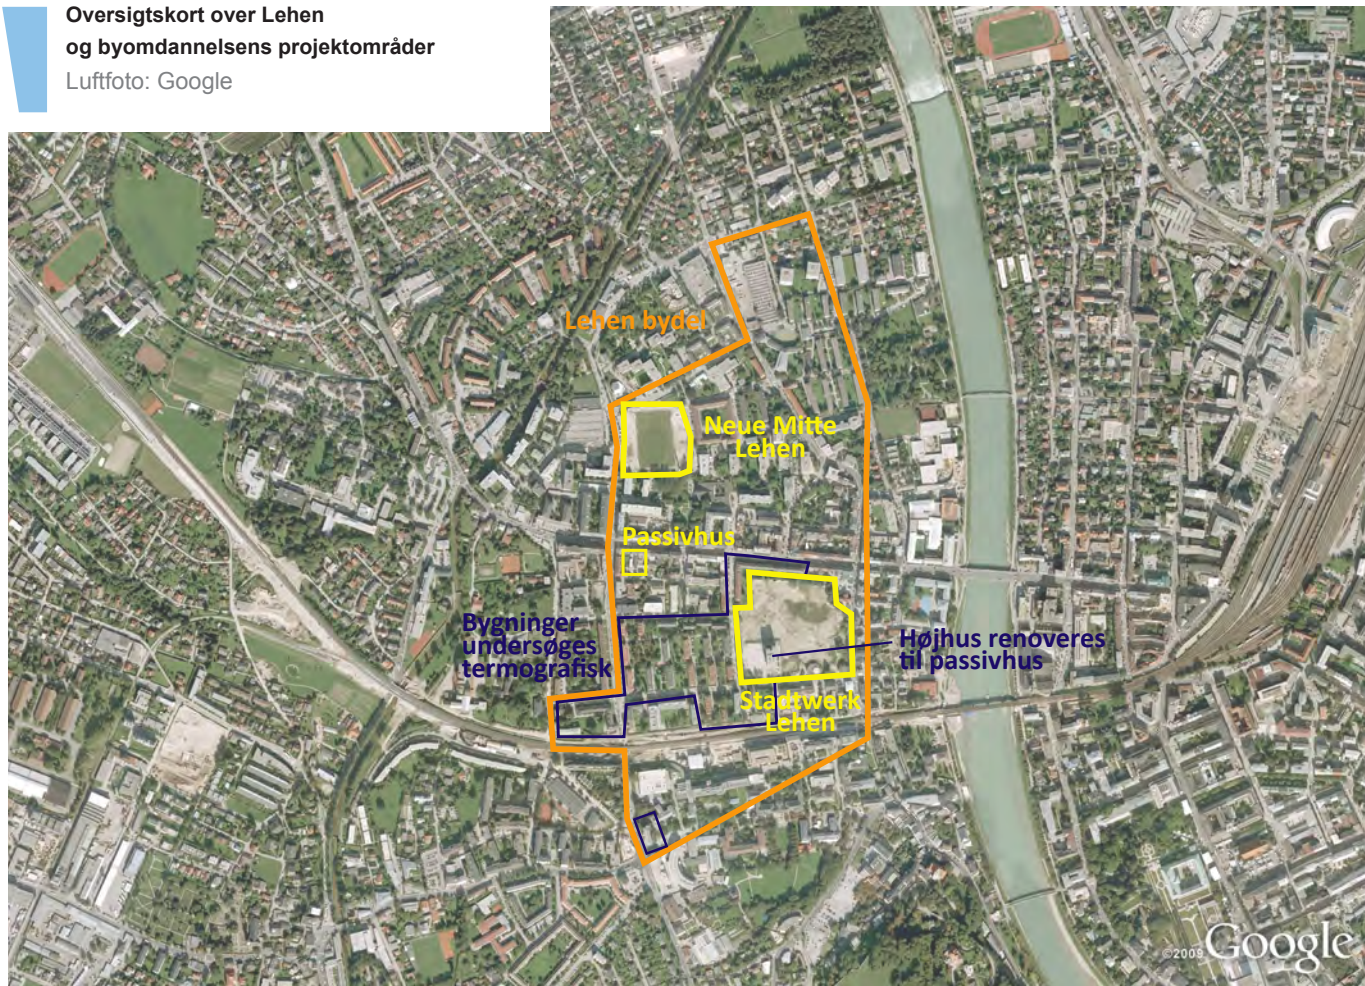 Oversigtskort over Lehen
og byomdannelsens projektområder
Luftfoto: Google
Lehen bydel
Neue Mitte
Lehen
Passivhus
Bygninger
undersøges
termografisk
Højhus renoveres
til passivhus
Stadtwerk
Lehen
©2009 Google